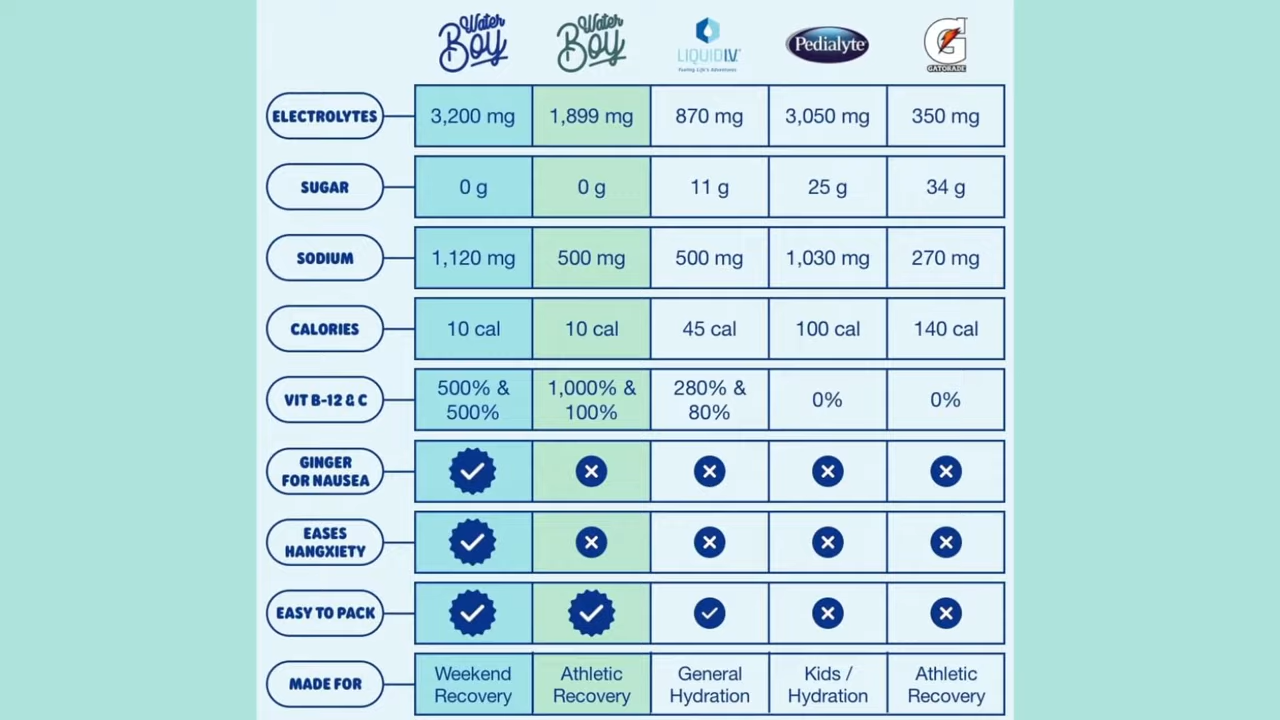 Water Boy
Water Boy
LIQUID I.V.
Fueling Life's Adventures
Pedialyte
G
GATORADE
ELECTROLYTES
3,200 mg
1,899 mg
870 mg
3,050 mg
350 mg
SUGAR
0 g
0 g
11 g
25 g
34 g
SODIUM
1,120 mg
500 mg
500 mg
1,030 mg
270 mg
CALORIES
10 cal
10 cal
45 cal
100 cal
140 cal
VIT B-12 & C
500% &
500%
1,000% &
100%
280% &
80%
0%
0%
GINGER
FOR NAUSEA
EASES
HANGXIETY
EASY TO PACK
MADE FOR
Weekend
Recovery
Athletic
Recovery
General
Hydration
Kids /
Hydration
Athletic
Recovery